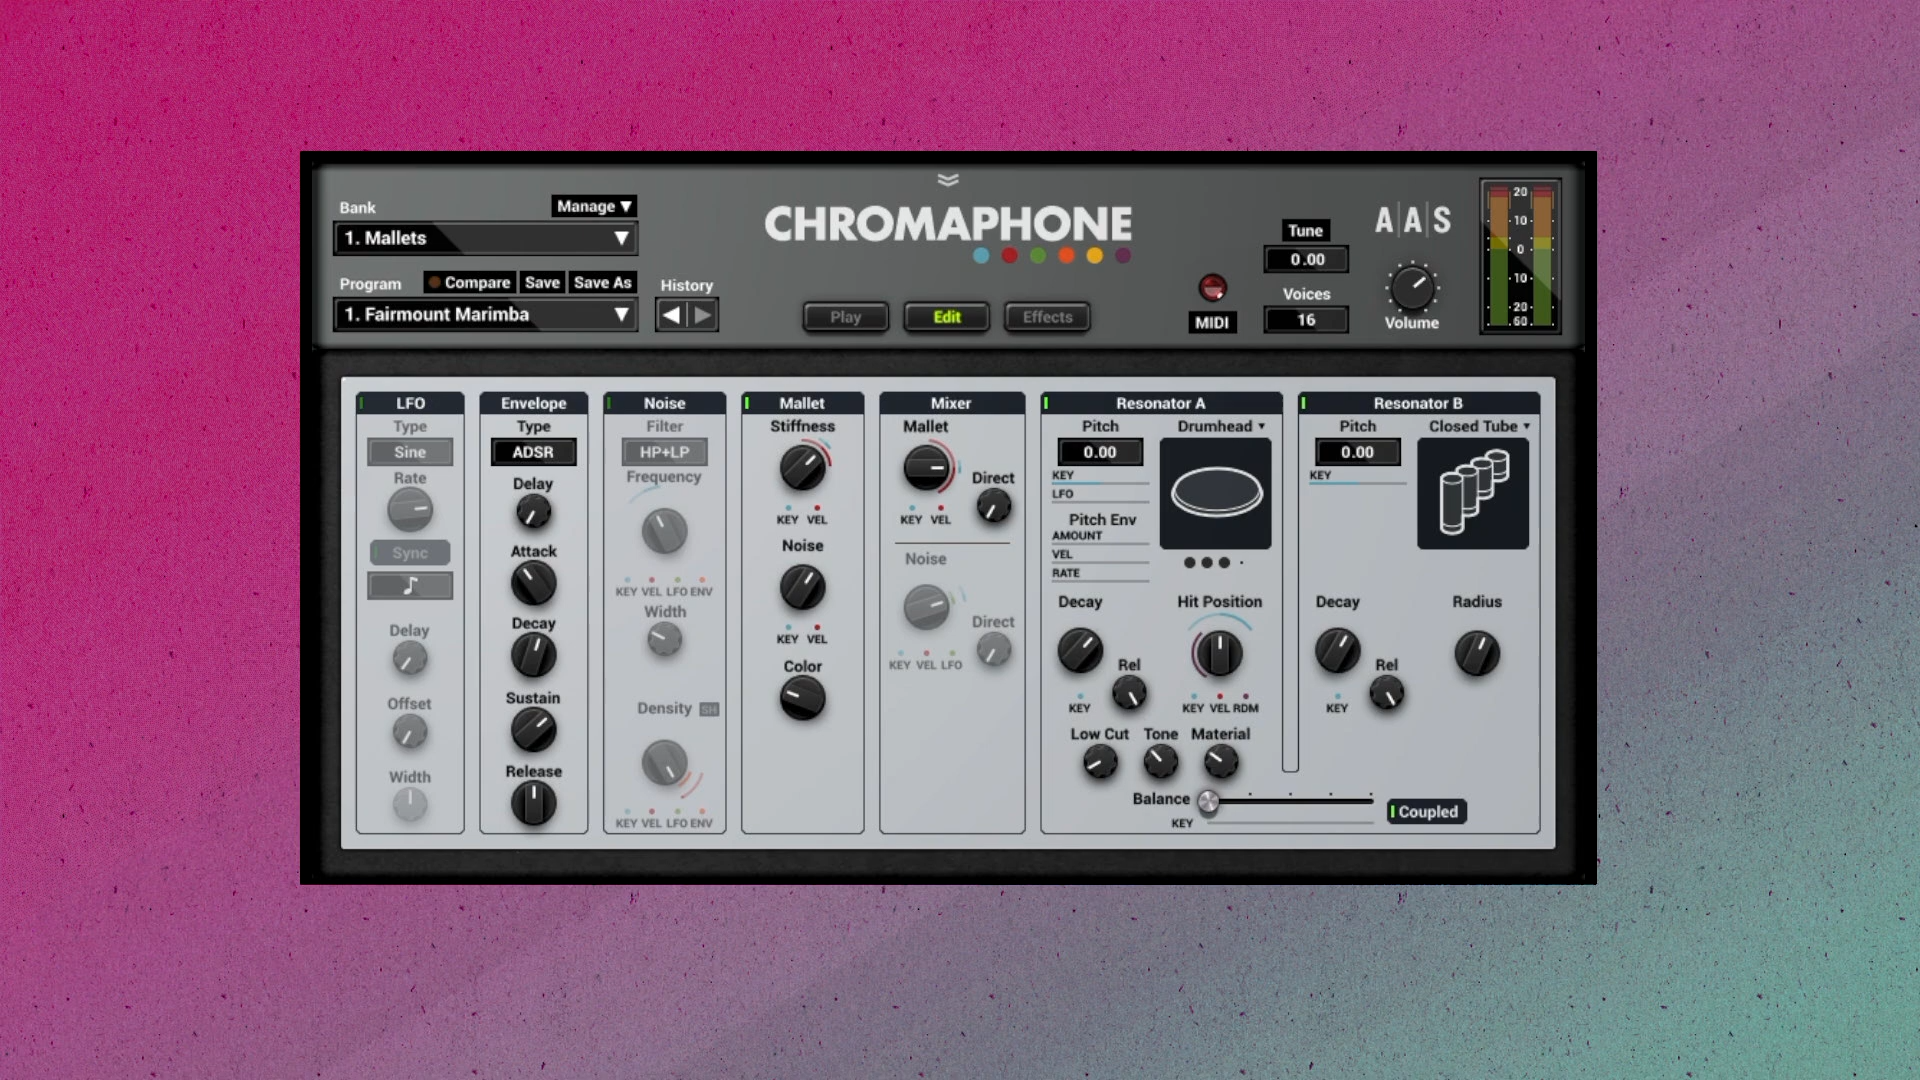 Bank
Manage ▼
1. Mallets
Program
Compare
Save
Save As
1. Fairmount Marimba
History
CHROMAPHONE
Play
Edit
Effects
MIDI
Tune
0.00
Voices
16
A|A|S
Volume
20
10
0
10
20
60
LFO
Type
Sine
Rate
Sync
Delay
Offset
Width
Envelope
Type
ADSR
Delay
Attack
Decay
Sustain
Release
Noise
Filter
HP+LP
Frequency
KEY VEL LFO ENV
Width
Density SH
KEY VEL LFO ENV
Mallet
Stiffness
KEY VEL
Noise
KEY VEL
Color
Mixer
Mallet
Direct
KEY VEL
Noise
Direct
KEY VEL LFO
Resonator A
Pitch
0.00
KEY
LFO
Pitch Env
AMOUNT
VEL
RATE
Drumhead
Decay
Rel
KEY
Hit Position
KEY VEL RDM
Low Cut Tone Material
Balance
KEY
Coupled
Resonator B
Pitch
0.00
KEY
Closed Tube
Decay
Rel
KEY
Radius